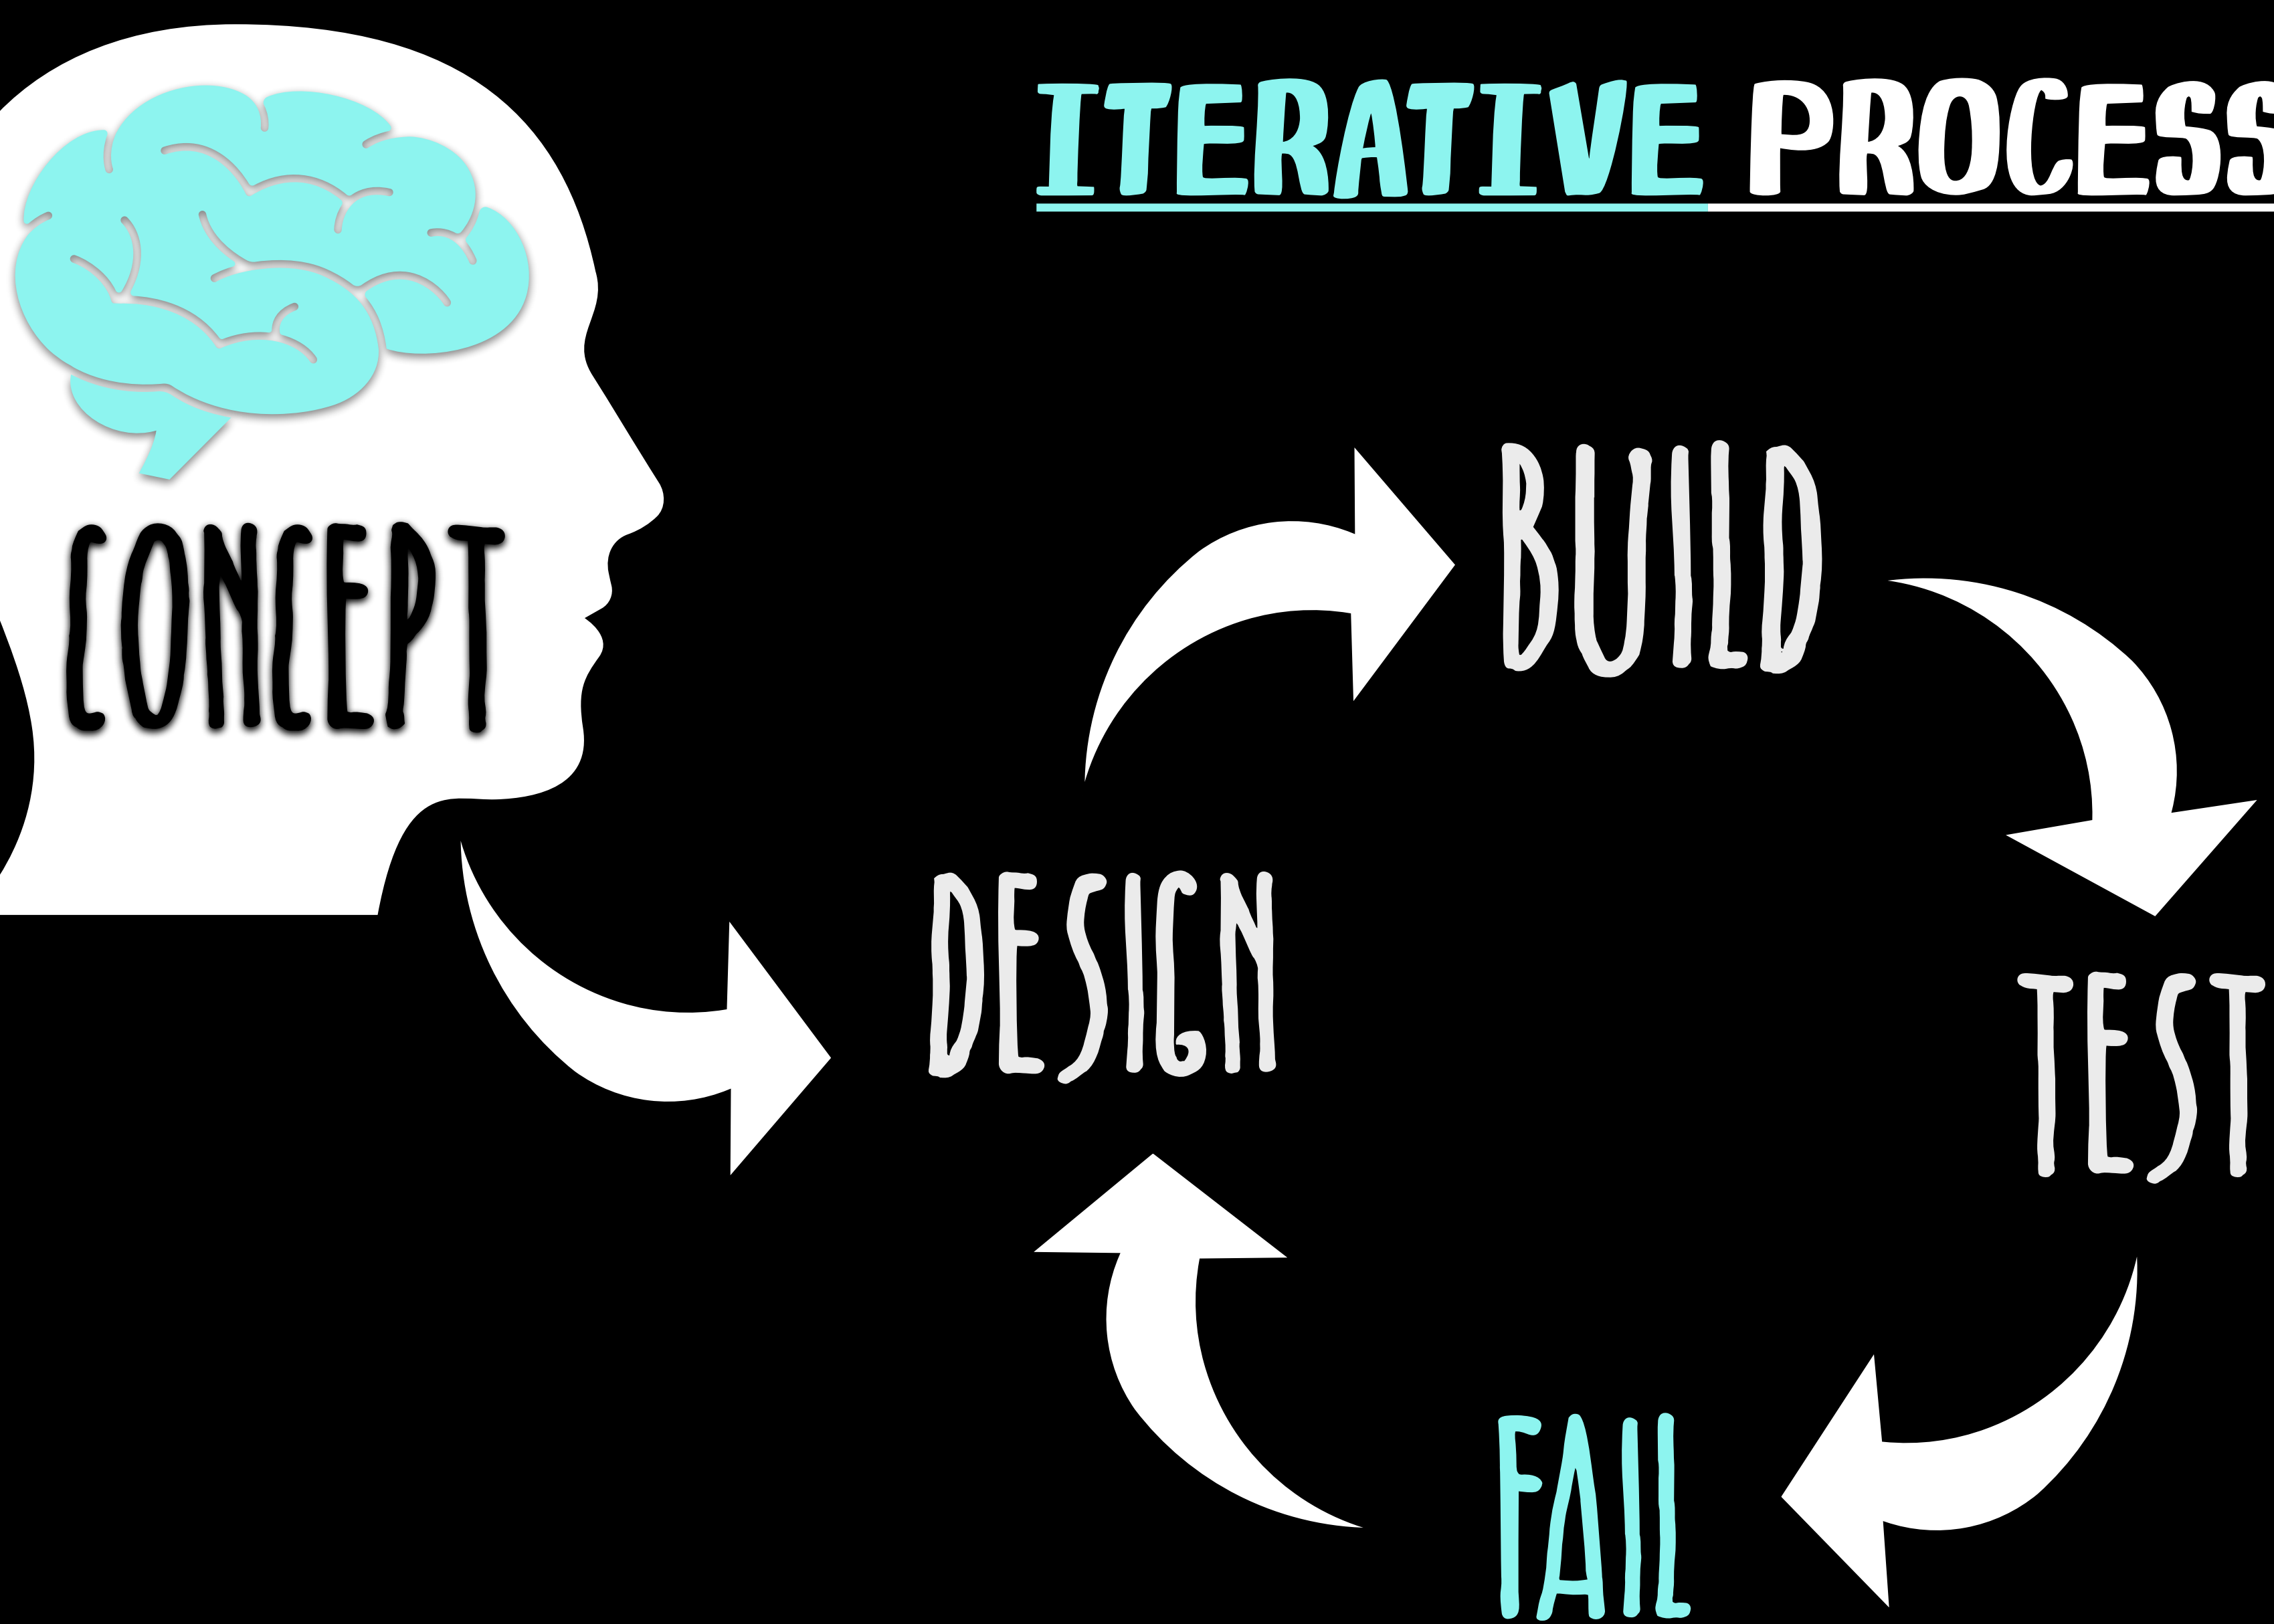 ITERATIVE PROCESS
CONCEPT
BUILD
DESIGN
TEST
FAIL